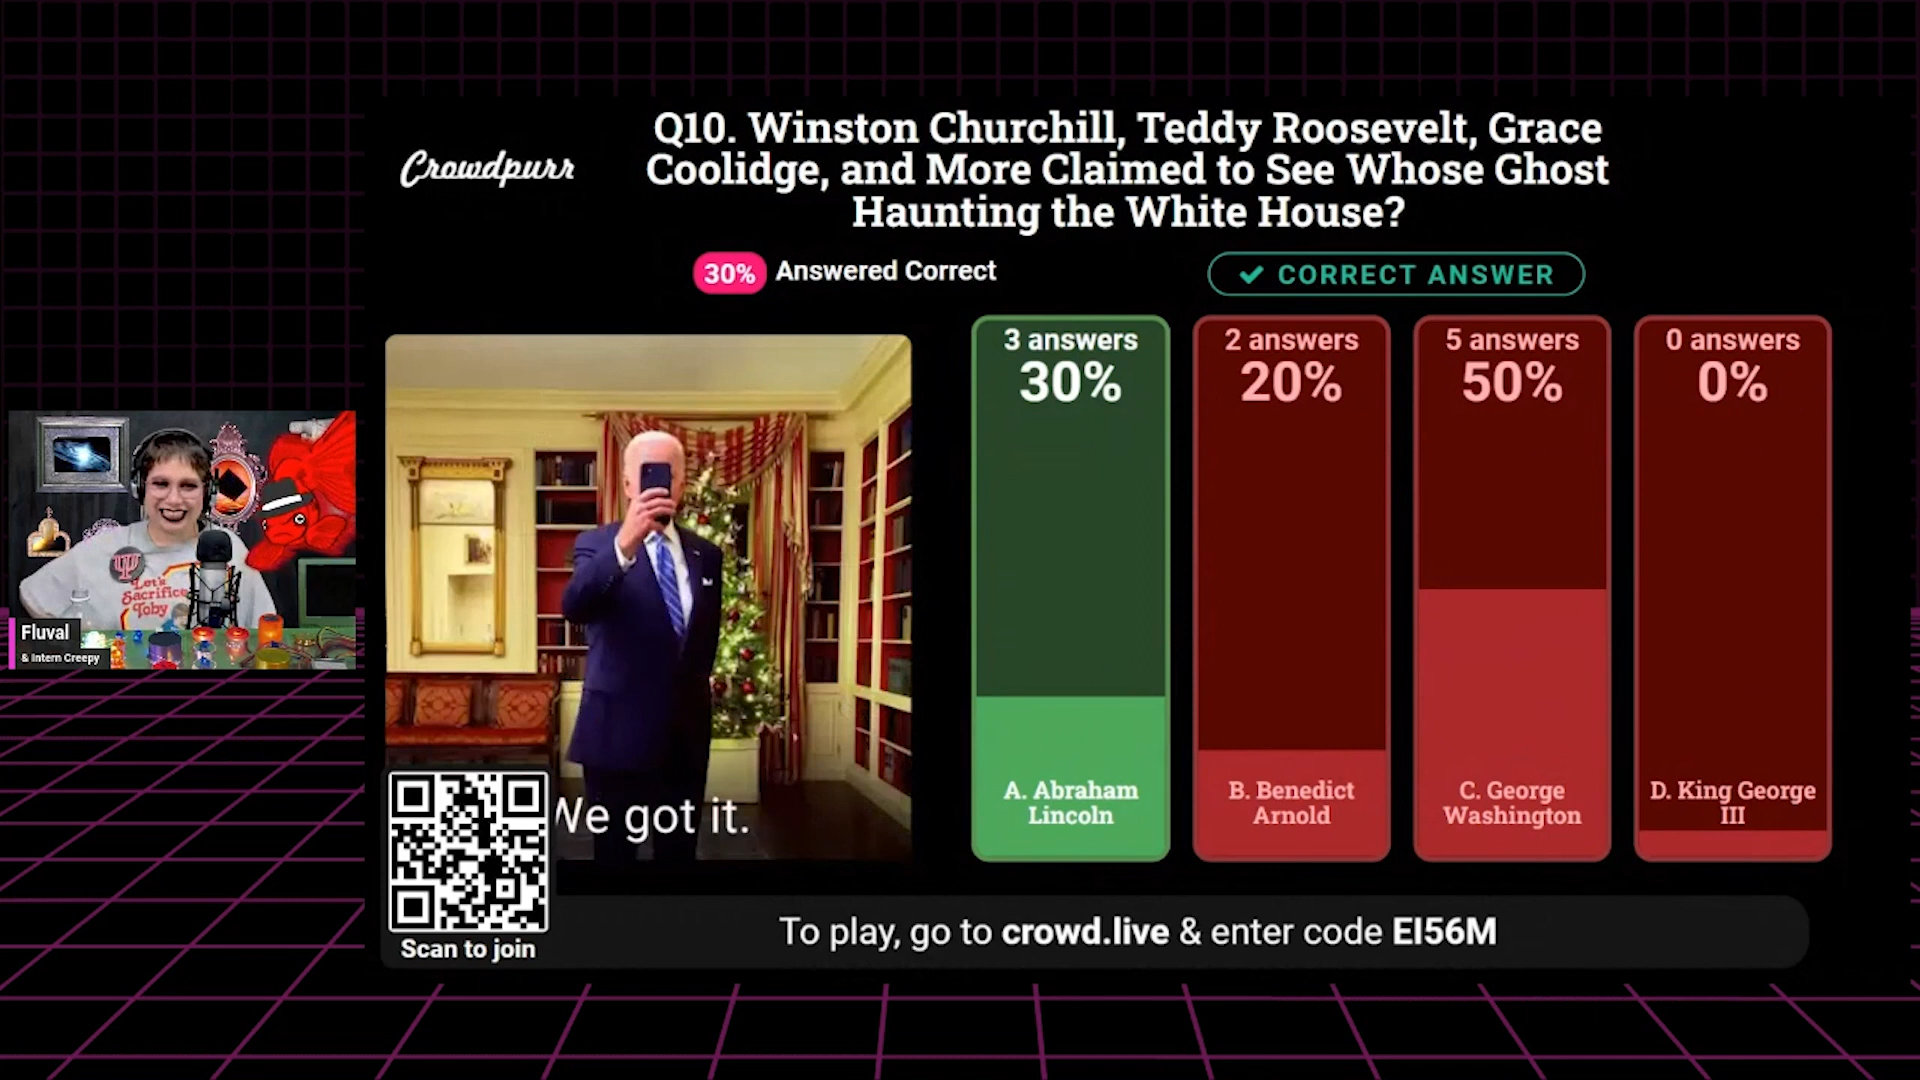 Crowdpurr
Q10. Winston Churchill, Teddy Roosevelt, Grace
Coolidge, and More Claimed to See Whose Ghost
Haunting the White House?
30% Answered Correct
✓ CORRECT ANSWER
3 answers
30%
A. Abraham
Lincoln
2 answers
20%
B. Benedict
Arnold
5 answers
50%
C. George
Washington
0 answers
0%
D. King George
III
We got it.
Let's
Sacrifice
Toby
Fluval
& Intern Creepy
Scan to join
To play, go to crowd.live & enter code EI56M